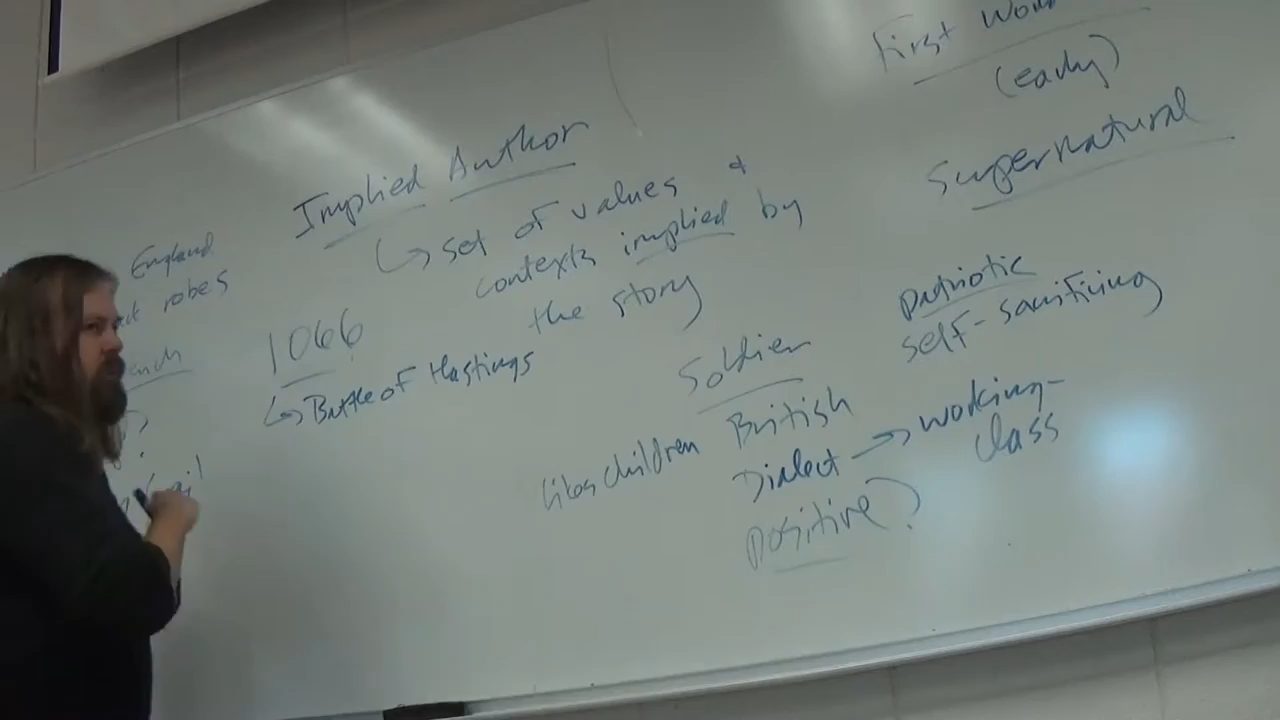 England
robes
Implied Author
↳ set of values +
contexts implied by
the story
1066
↳ Battle of Hastings
First
(early)
Supernatural
Soldier
British
likes children
Dialect → working-
class
positive?
patriotic
self-sacrificing